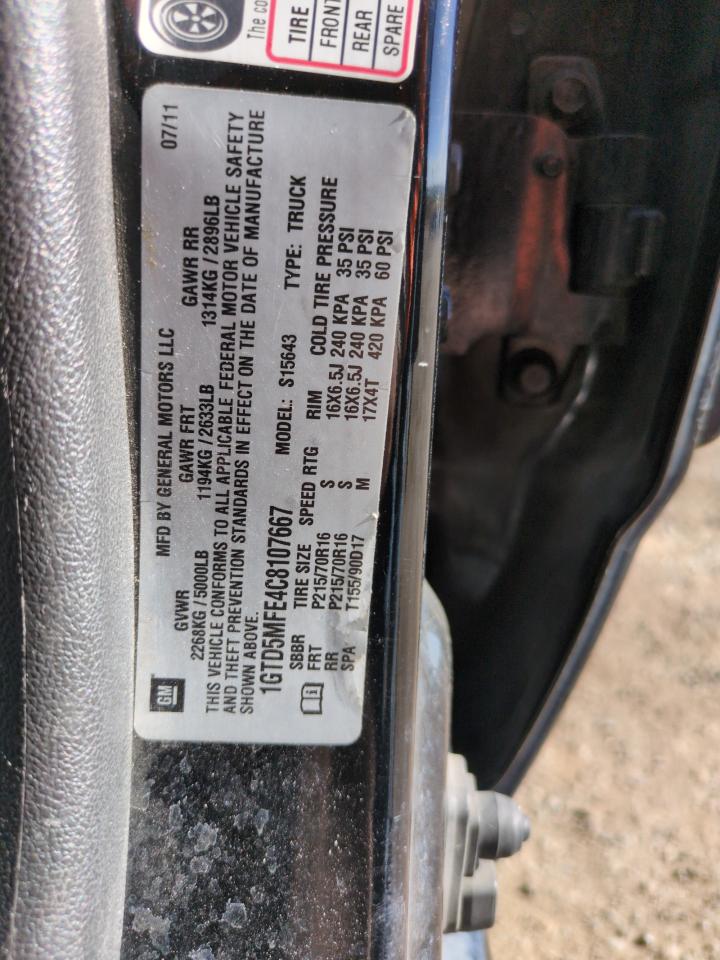 The co
TIRE
FRONT
REAR
SPARE
GM
MFD BY GENERAL MOTORS LLC 07/11
GVWR GAWR FRT GAWR RR
2268KG / 5000LB 1194KG / 2633LB 1314KG / 2896LB
THIS VEHICLE CONFORMS TO ALL APPLICABLE FEDERAL MOTOR VEHICLE SAFETY
AND THEFT PREVENTION STANDARDS IN EFFECT ON THE DATE OF MANUFACTURE
SHOWN ABOVE.
1GTD5MFE4C8107667 MODEL: S15643 TYPE: TRUCK
SBBR TIRE SIZE SPEED RTG RIM COLD TIRE PRESSURE
FRT P215/70R16 S 16X6.5J 240 KPA 35 PSI
RR P215/70R16 S 16X6.5J 240 KPA 35 PSI
SPA T155/90D17 M 17X4T 420 KPA 60 PSI